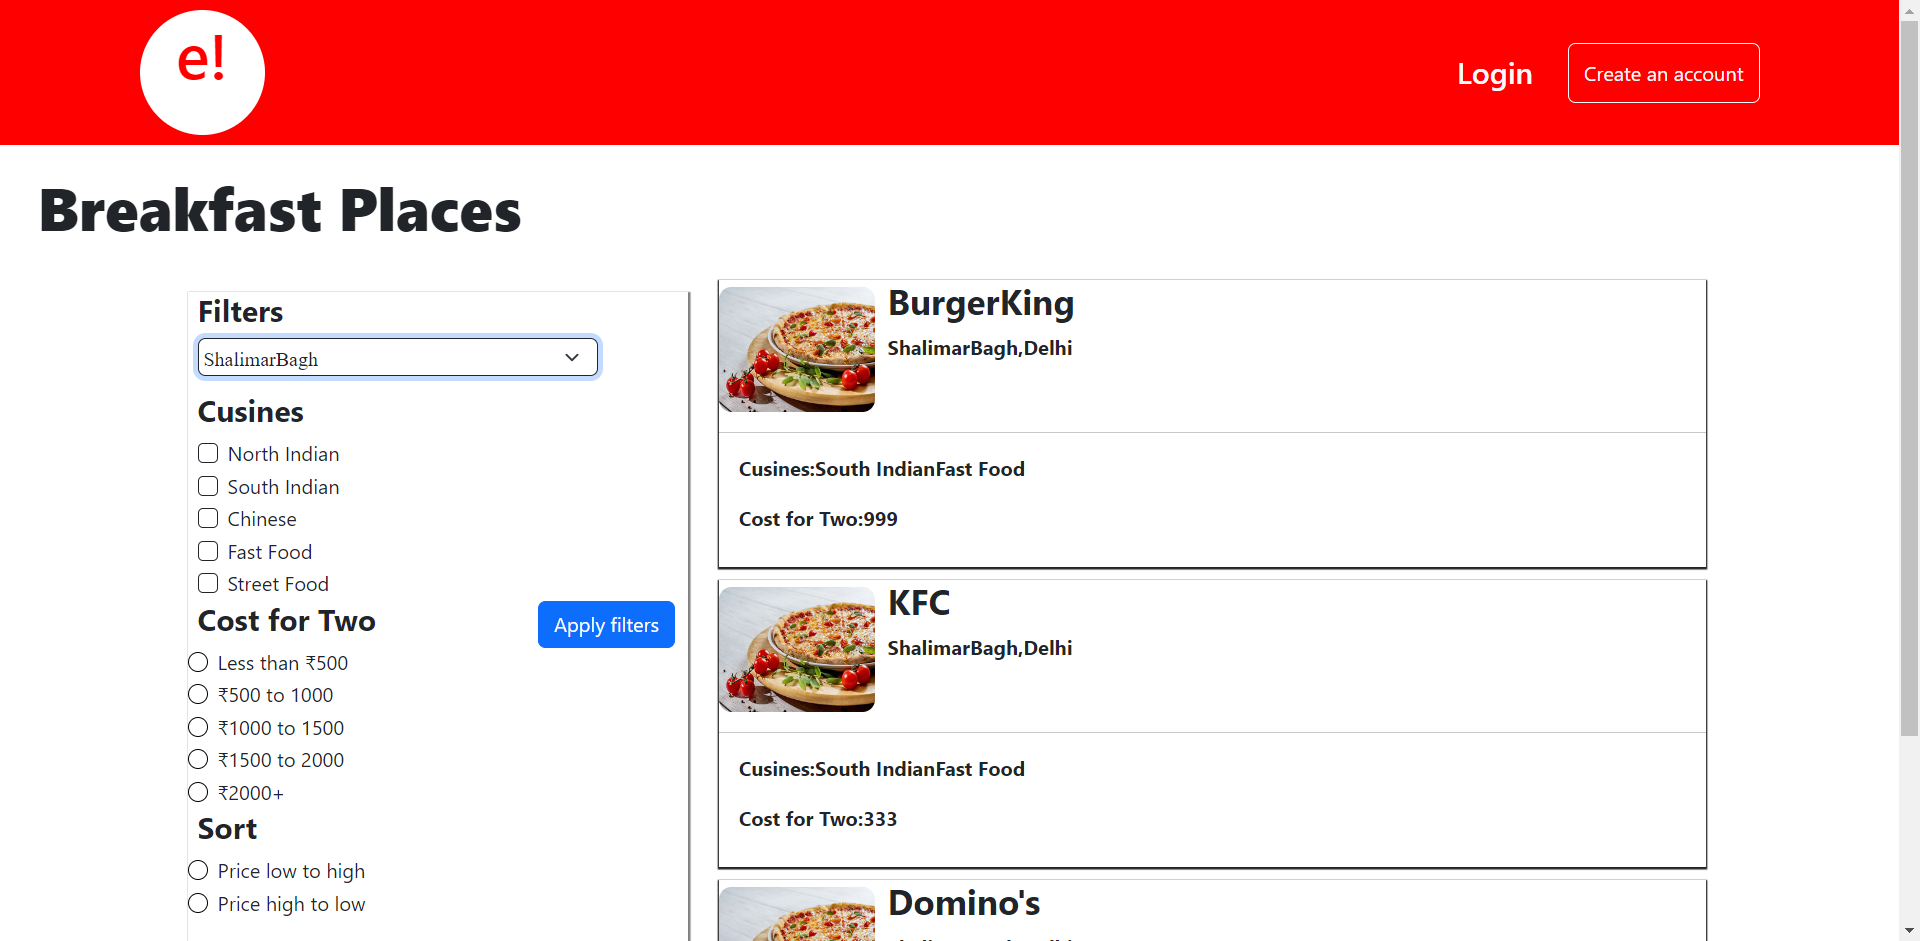 e!
Login
Create an account
Breakfast Places
Filters
ShalimarBagh
Cusines
North Indian
South Indian
Chinese
Fast Food
Street Food
Cost for Two
Apply filters
Less than ₹500
₹500 to 1000
₹1000 to 1500
₹1500 to 2000
₹2000+
Sort
Price low to high
Price high to low
BurgerKing
ShalimarBagh,Delhi
Cusines:South IndianFast Food
Cost for Two:999
KFC
ShalimarBagh,Delhi
Cusines:South IndianFast Food
Cost for Two:333
Domino's